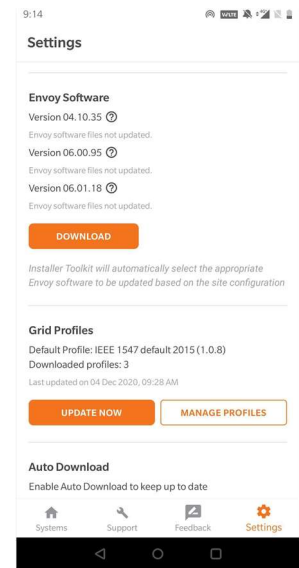 9:14
VoLTE
Settings
Envoy Software
Version 04.10.35 ?
Envoy software files not updated.
Version 06.00.95 ?
Envoy software files not updated.
Version 06.01.18 ?
Envoy software files not updated.
DOWNLOAD
Installer Toolkit will automatically select the appropriate
Envoy software to be updated based on the site configuration
Grid Profiles
Default Profile: IEEE 1547 default 2015 (1.0.8)
Downloaded profiles: 3
Last updated on 04 Dec 2020, 09:28 AM
UPDATE NOW
MANAGE PROFILES
Auto Download
Enable Auto Download to keep up to date
Systems
Support
Feedback
Settings